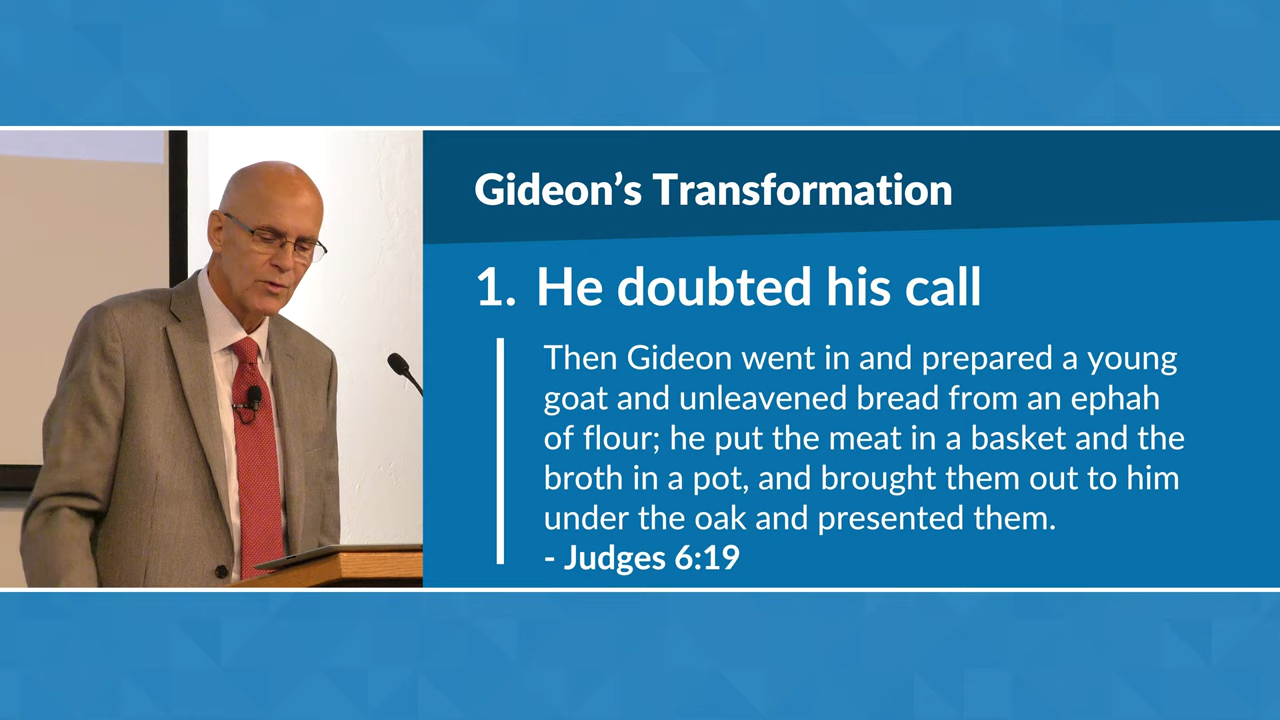 Gideon’s Transformation
1. He doubted his call
Then Gideon went in and prepared a young
goat and unleavened bread from an ephah
of flour; he put the meat in a basket and the
broth in a pot, and brought them out to him
under the oak and presented them.
- Judges 6:19